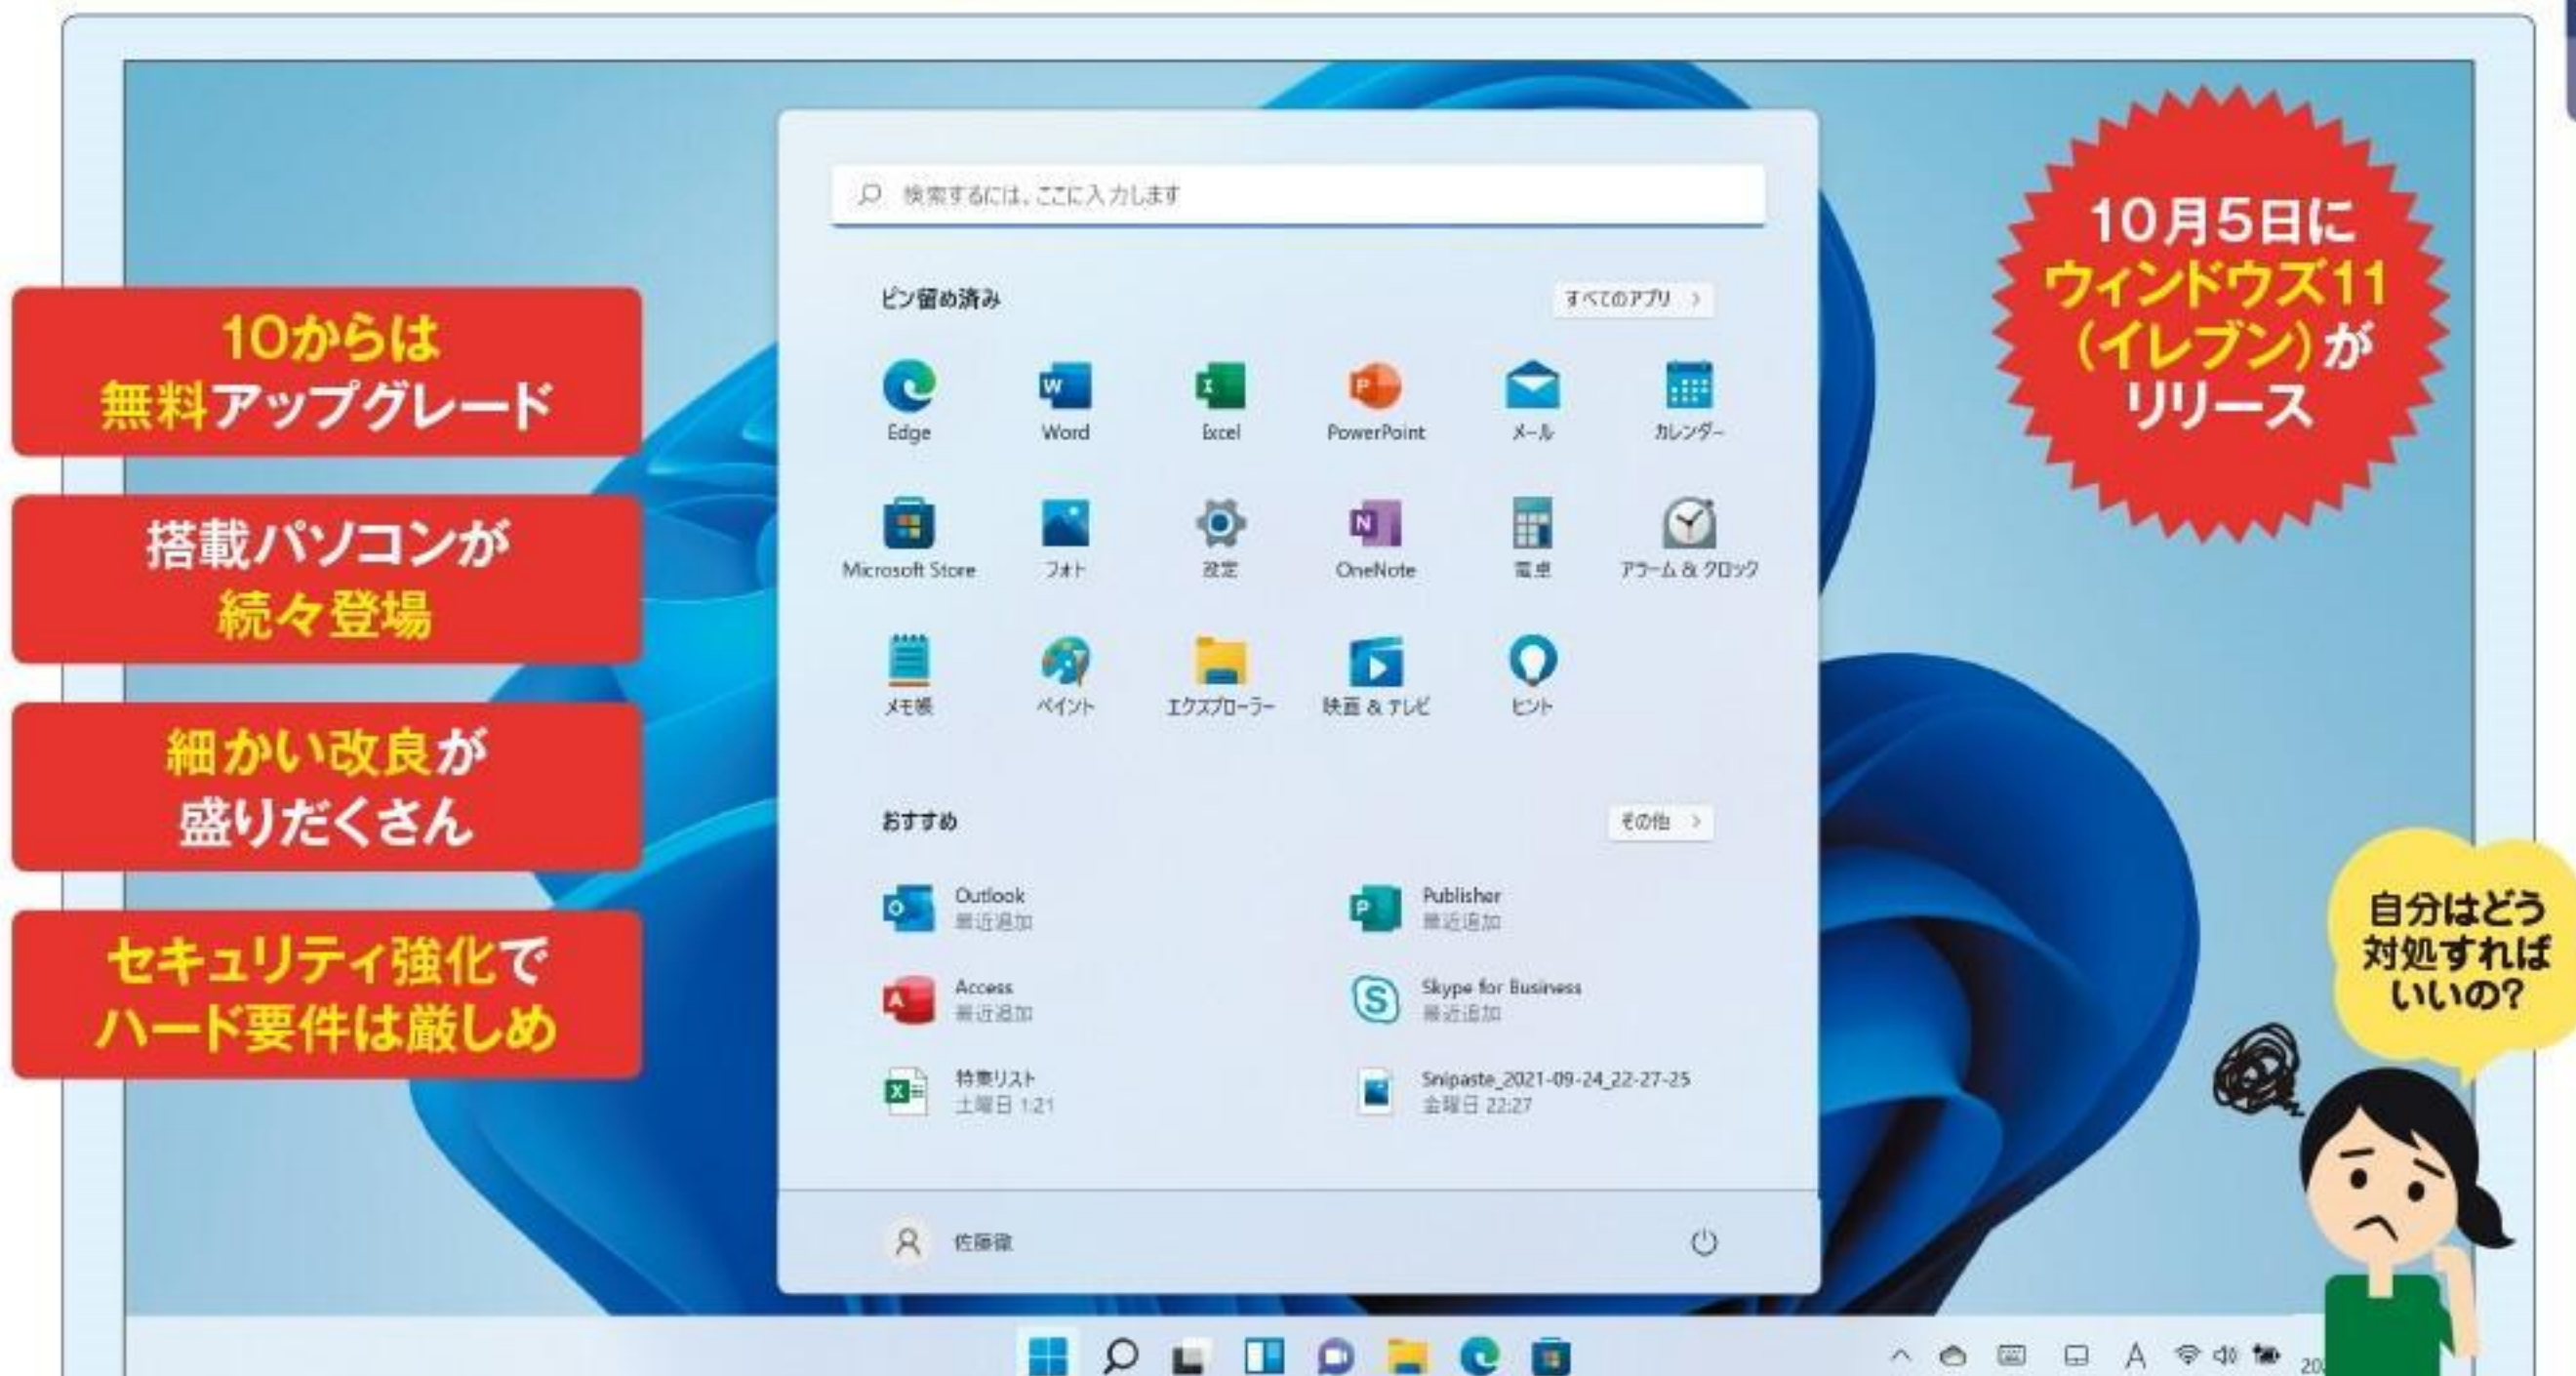 10からは
無料アップグレード
搭載パソコンが
続々登場
細かい改良が
盛りだくさん
セキュリティ強化で
ハード要件は厳しめ
10月5日に
ウィンドウズ11
(イレブン)が
リリース
検索するには、ここに入力します
ピン留め済み
すべてのアプリ >
Edge Word Excel PowerPoint メール カレンダー
Microsoft Store フォト 設定 OneNote 電卓 アラーム & クロック
メモ帳 ペイント エクスプローラー 映画 & テレビ ヒント
おすすめ
その他 >
Outlook
最近追加
Publisher
最近追加
Access
最近追加
Skype for Business
最近追加
特集リスト
土曜日 1:21
Snipaste_2021-09-24_22-27-25
金曜日 22:27
佐藤徹
自分はどう
対処すれば
いいの?
A